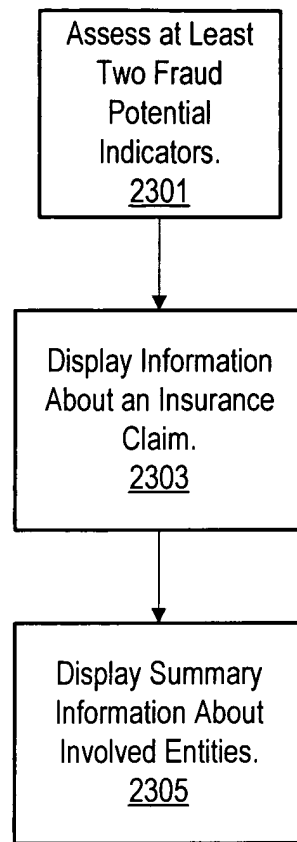 Assess at Least
Two Fraud
Potential
Indicators.
2301
Display Information
About an Insurance
Claim.
2303
Display Summary
Information About
Involved Entities.
2305